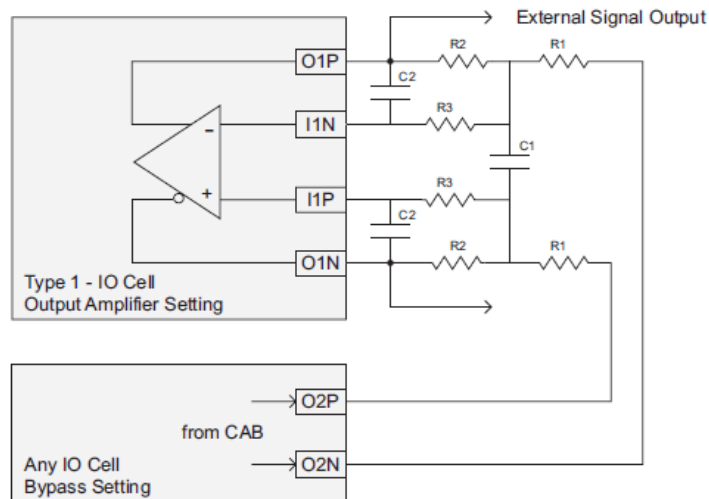 External Signal Output
R2
R1
O1P
C2
I1N
R3
C1
-
+
I1P
R3
C2
R2
R1
O1N
Type 1 - IO Cell
Output Amplifier Setting
O2P
from CAB
O2N
Any IO Cell
Bypass Setting